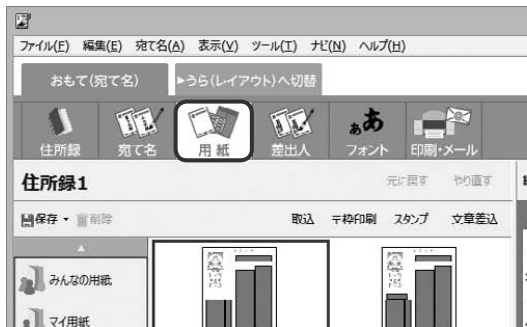 ファイル(F) 編集(E) 宛て名(A) 表示(V) ツール(T) ナビ(N) ヘルプ(H)
おもて(宛て名) ▶うら(レイアウト)へ切替
住所録 宛て名 用紙 差出人 ぁあ フォント 印刷・メール
住所録1 元に戻す やり直す
保存 削除 取込 〒枠印刷 スタンプ 文章差込
みんなの用紙
マイ用紙